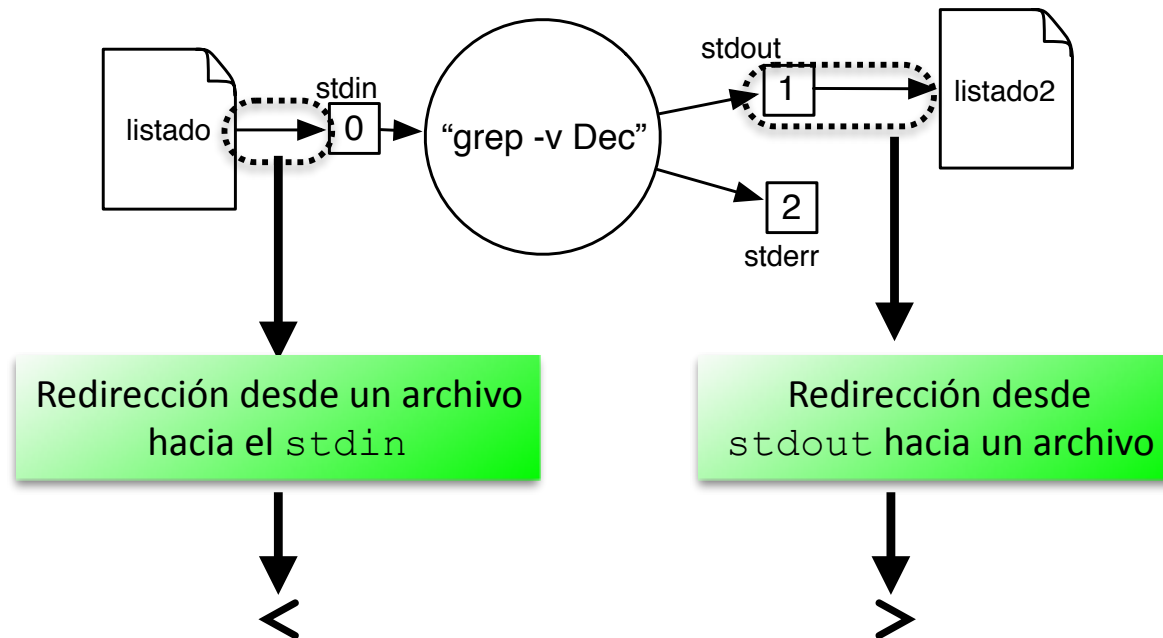 listado
stdin
0
“grep -v Dec”
stdout
1
listado2
2
stderr
Redirección desde un archivo
hacia el stdin
Redirección desde
stdout hacia un archivo
<
>